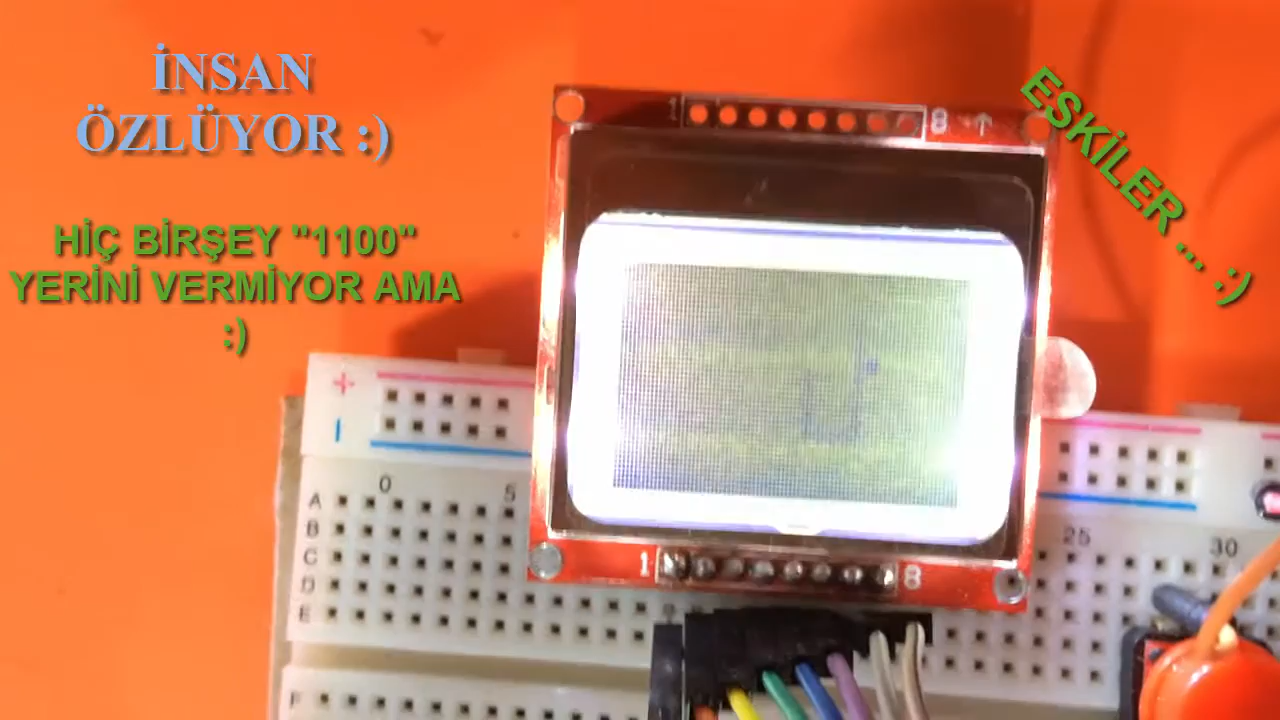 İNSAN
ÖZLÜYOR :)
ESKİLER ... :)
HİÇ BİRŞEY "1100"
YERİNİ VERMİYOR AMA
:)
1 8
+
0 5
A
B
C
D
E
25 30
1 8
F